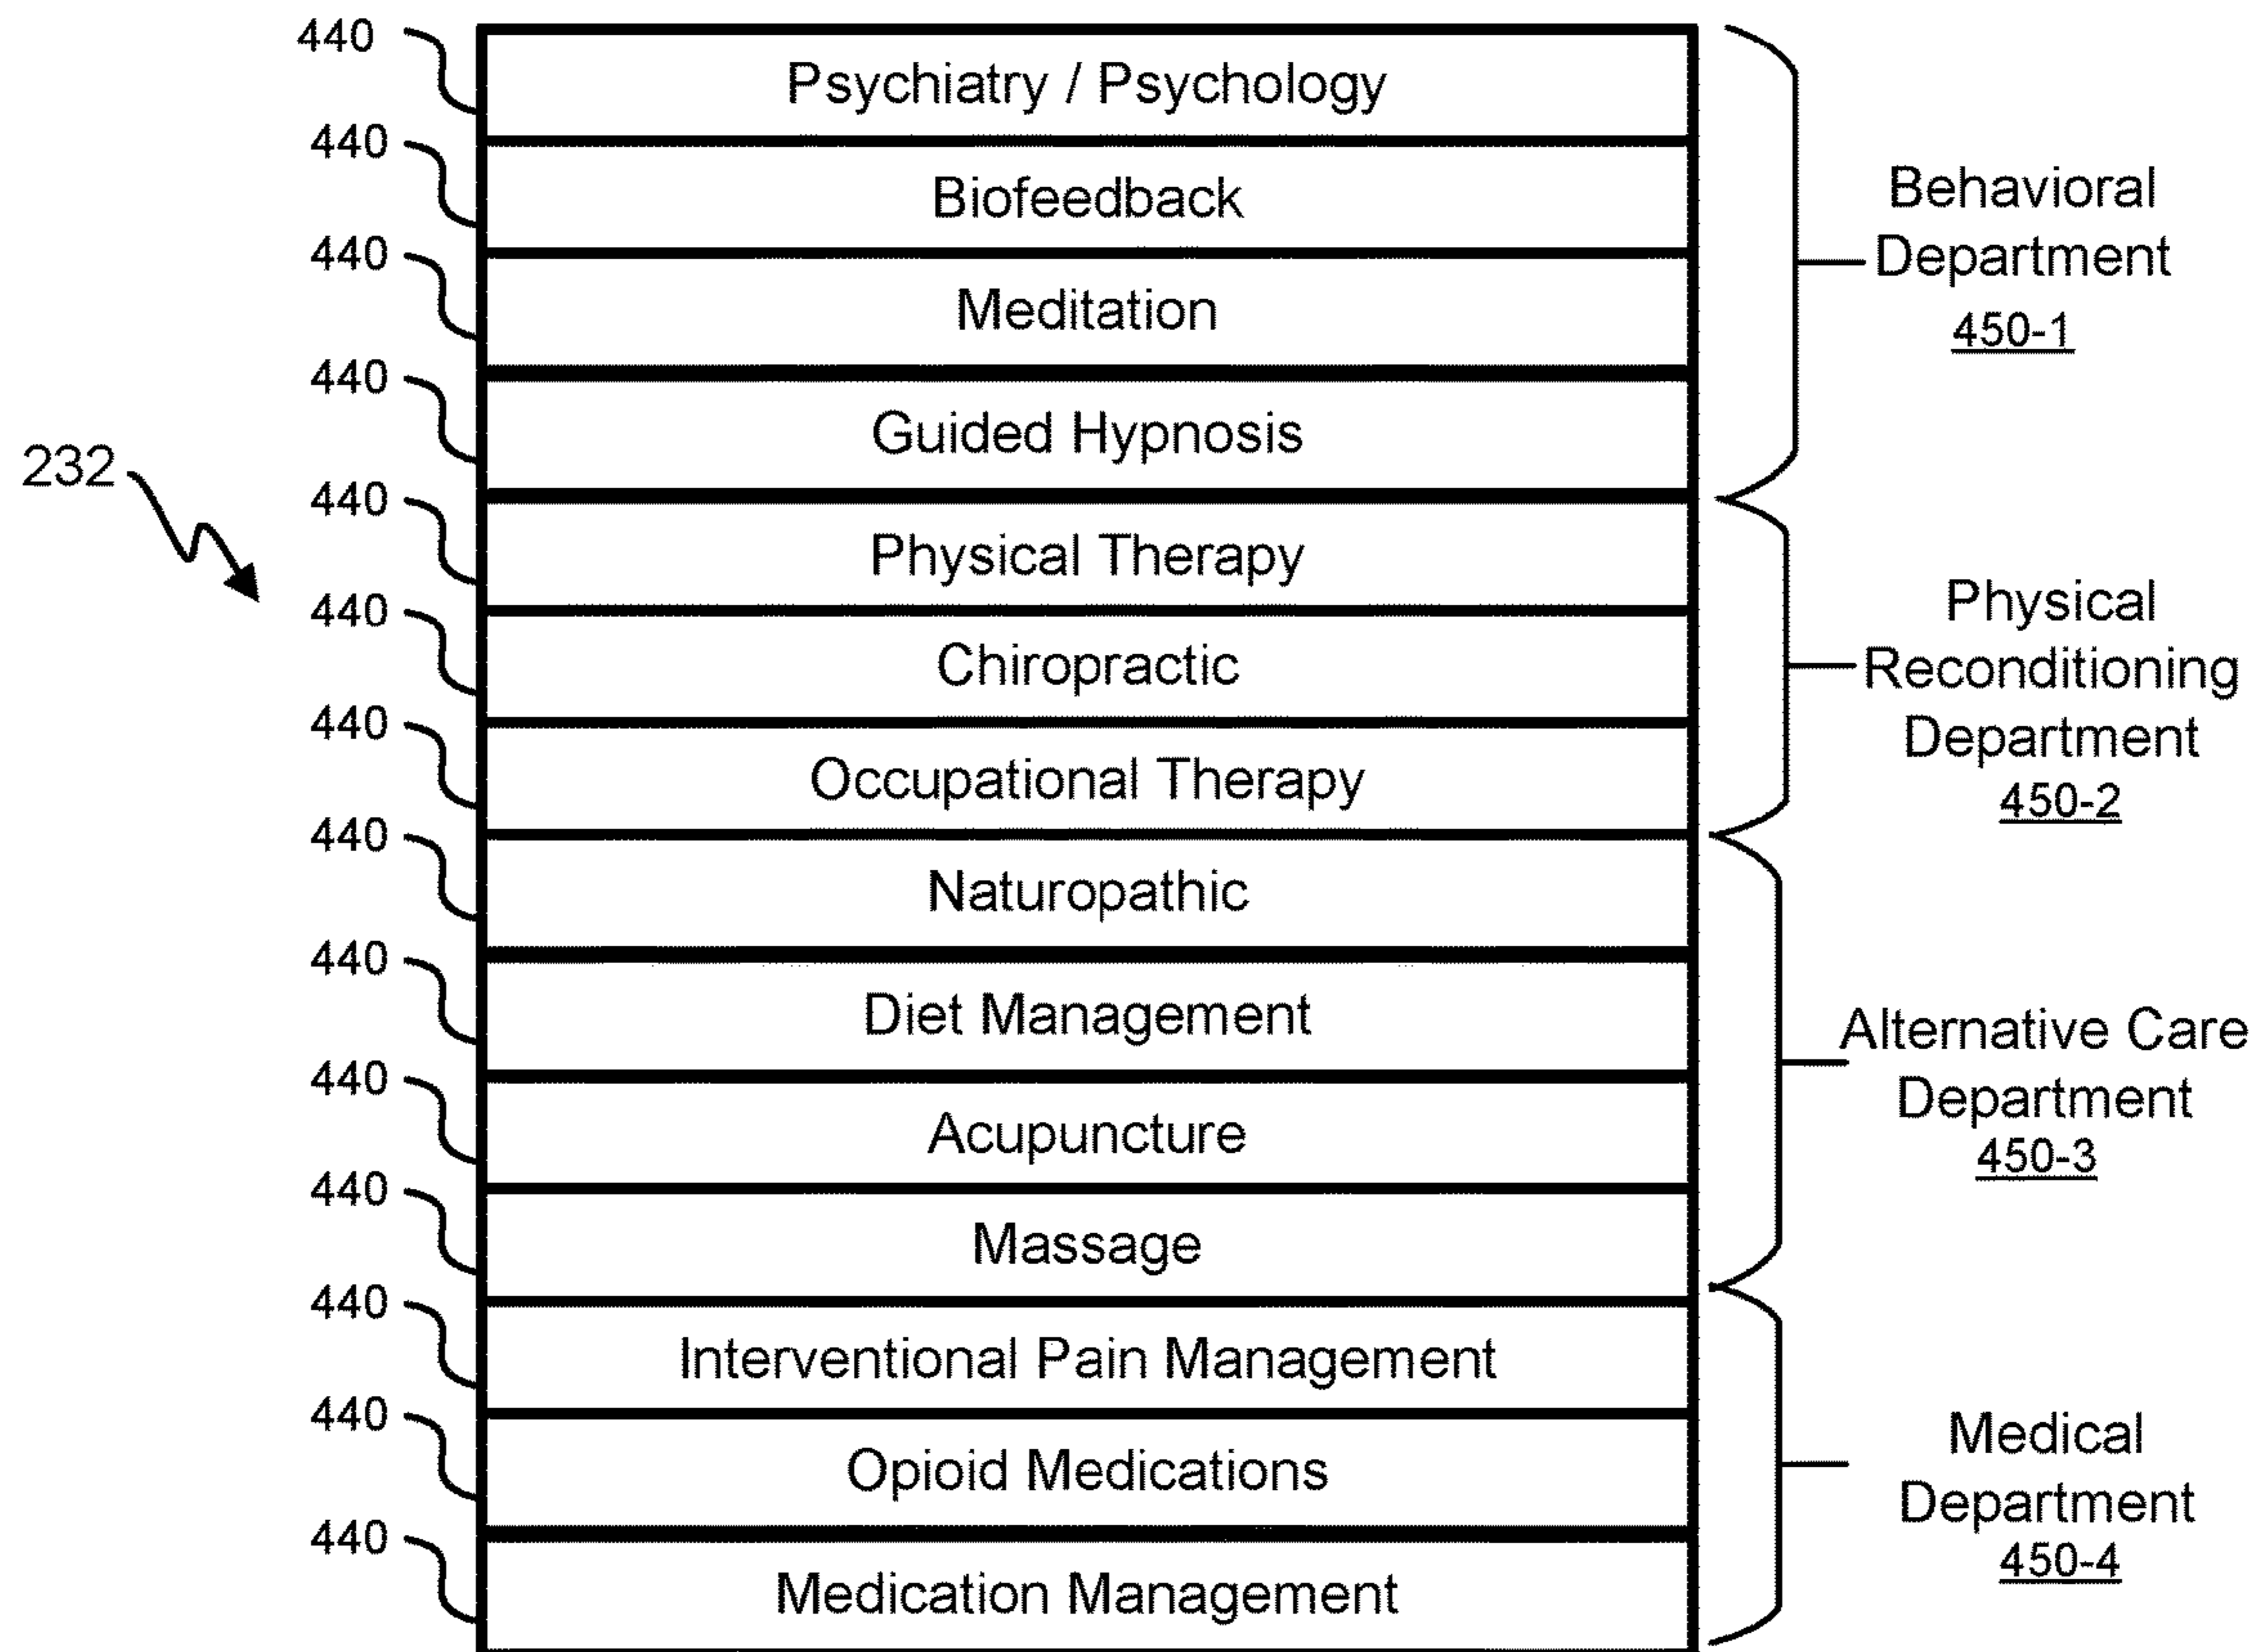 440
Psychiatry / Psychology
440
Biofeedback
440
Meditation
440
Guided Hypnosis
Behavioral
Department
450-1
232
440
Physical Therapy
440
Chiropractic
440
Occupational Therapy
Physical
Reconditioning
Department
450-2
440
Naturopathic
440
Diet Management
440
Acupuncture
440
Massage
Alternative Care
Department
450-3
440
Interventional Pain Management
440
Opioid Medications
440
Medication Management
Medical
Department
450-4